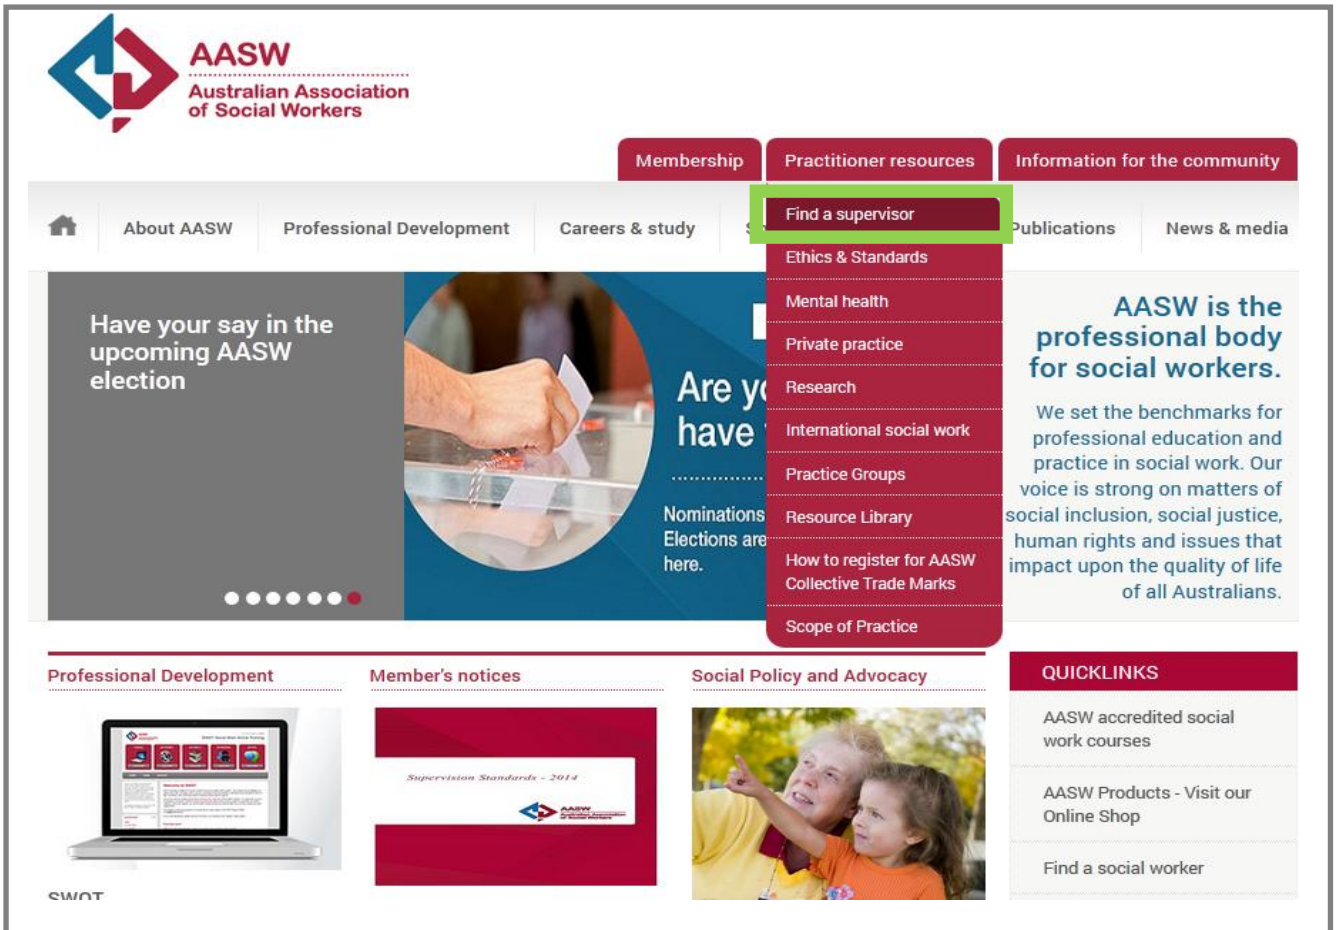 AASW
Australian Association
of Social Workers
Membership
Practitioner resources
Information for the community
About AASW
Professional Development
Careers & study
Publications
News & media
Find a supervisor
Ethics & Standards
Mental health
Private practice
Research
International social work
Practice Groups
Resource Library
How to register for AASW
Collective Trade Marks
Scope of Practice
Have your say in the
upcoming AASW
election
Are
have
Nominations
Elections are
here.
AASW is the
professional body
for social workers.
We set the benchmarks for
professional education and
practice in social work. Our
voice is strong on matters of
social inclusion, social justice,
human rights and issues that
impact upon the quality of life
of all Australians.
Professional Development
Member's notices
Supervision Standards - 2014
AASW
Australian Association
of Social Workers
Social Policy and Advocacy
QUICKLINKS
AASW accredited social
work courses
AASW Products - Visit our
Online Shop
Find a social worker
SWOT